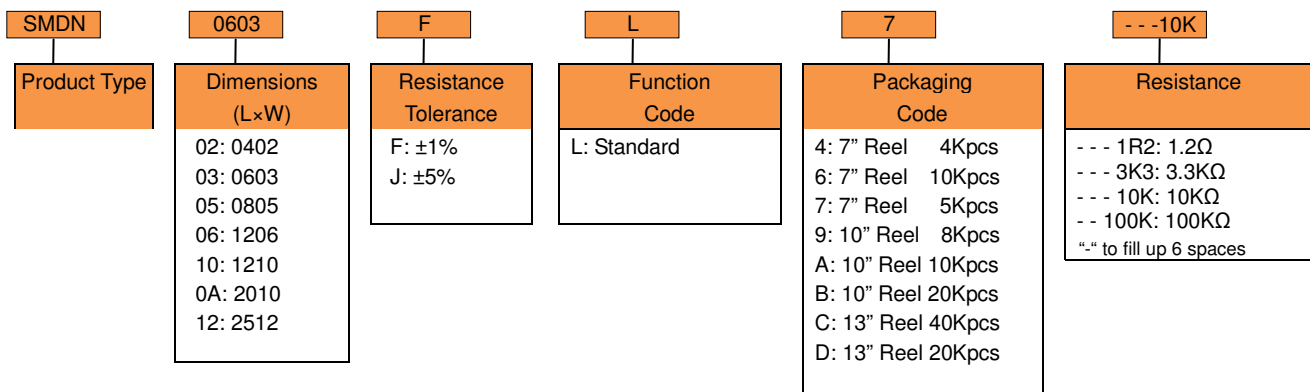 SMDN 0603 F L 7 - - -10K
Product Type
Dimensions
(L×W)
02: 0402
03: 0603
05: 0805
06: 1206
10: 1210
0A: 2010
12: 2512
Resistance
Tolerance
F: ±1%
J: ±5%
Function
Code
L: Standard
Packaging
Code
4: 7” Reel 4Kpcs
6: 7” Reel 10Kpcs
7: 7” Reel 5Kpcs
9: 10” Reel 8Kpcs
A: 10” Reel 10Kpcs
B: 10” Reel 20Kpcs
C: 13” Reel 40Kpcs
D: 13” Reel 20Kpcs
Resistance
- - - 1R2: 1.2Ω
- - - 3K3: 3.3KΩ
- - - 10K: 10KΩ
- - 100K: 100KΩ
“-“ to fill up 6 spaces